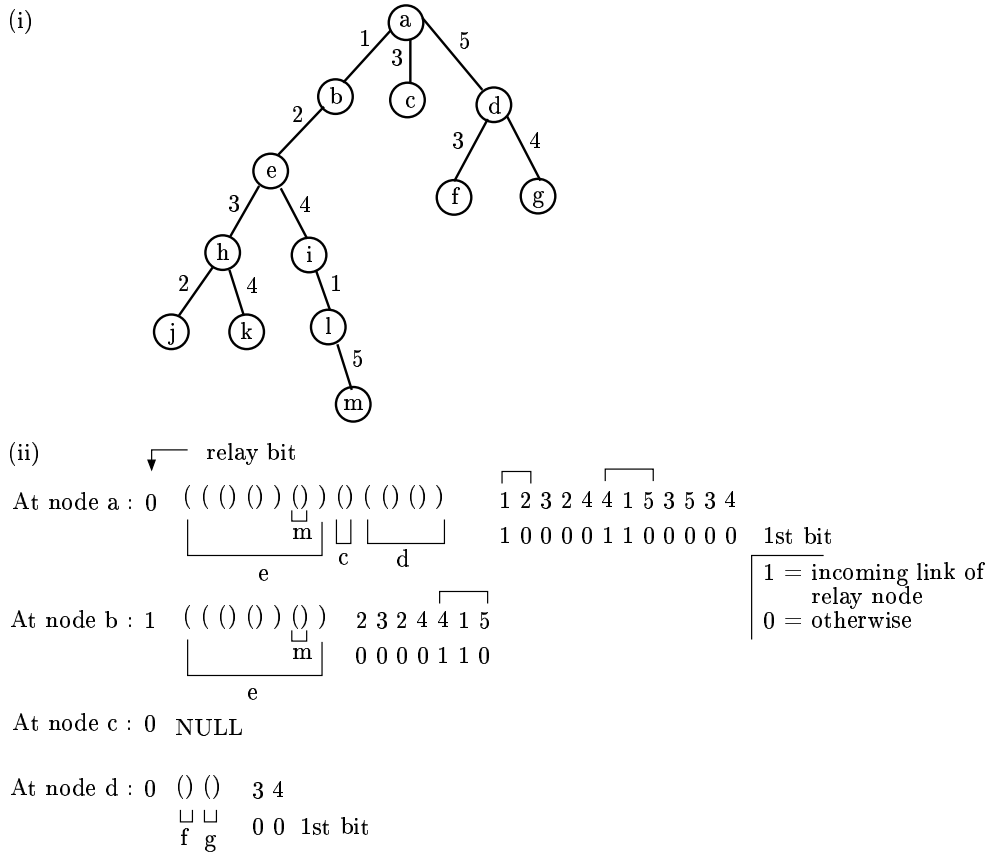 (i)
a
1
3
5
b
c
d
2
3
4
e
f
g
3
4
h
i
2
4
1
j
k
l
5
m
(ii)
relay bit
At node a : 0 ( ( () () ) () ) () ( () () ) 1 2 3 2 4 4 1 5 3 5 3 4
m
1 0 0 0 0 1 1 0 0 0 0 0 1st bit
e
c
d
1 = incoming link of
relay node
0 = otherwise
At node b : 1 ( ( () () ) () ) 2 3 2 4 4 1 5
m
0 0 0 0 1 1 0
e
At node c : 0 NULL
At node d : 0 () () 3 4
f g
0 0 1st bit